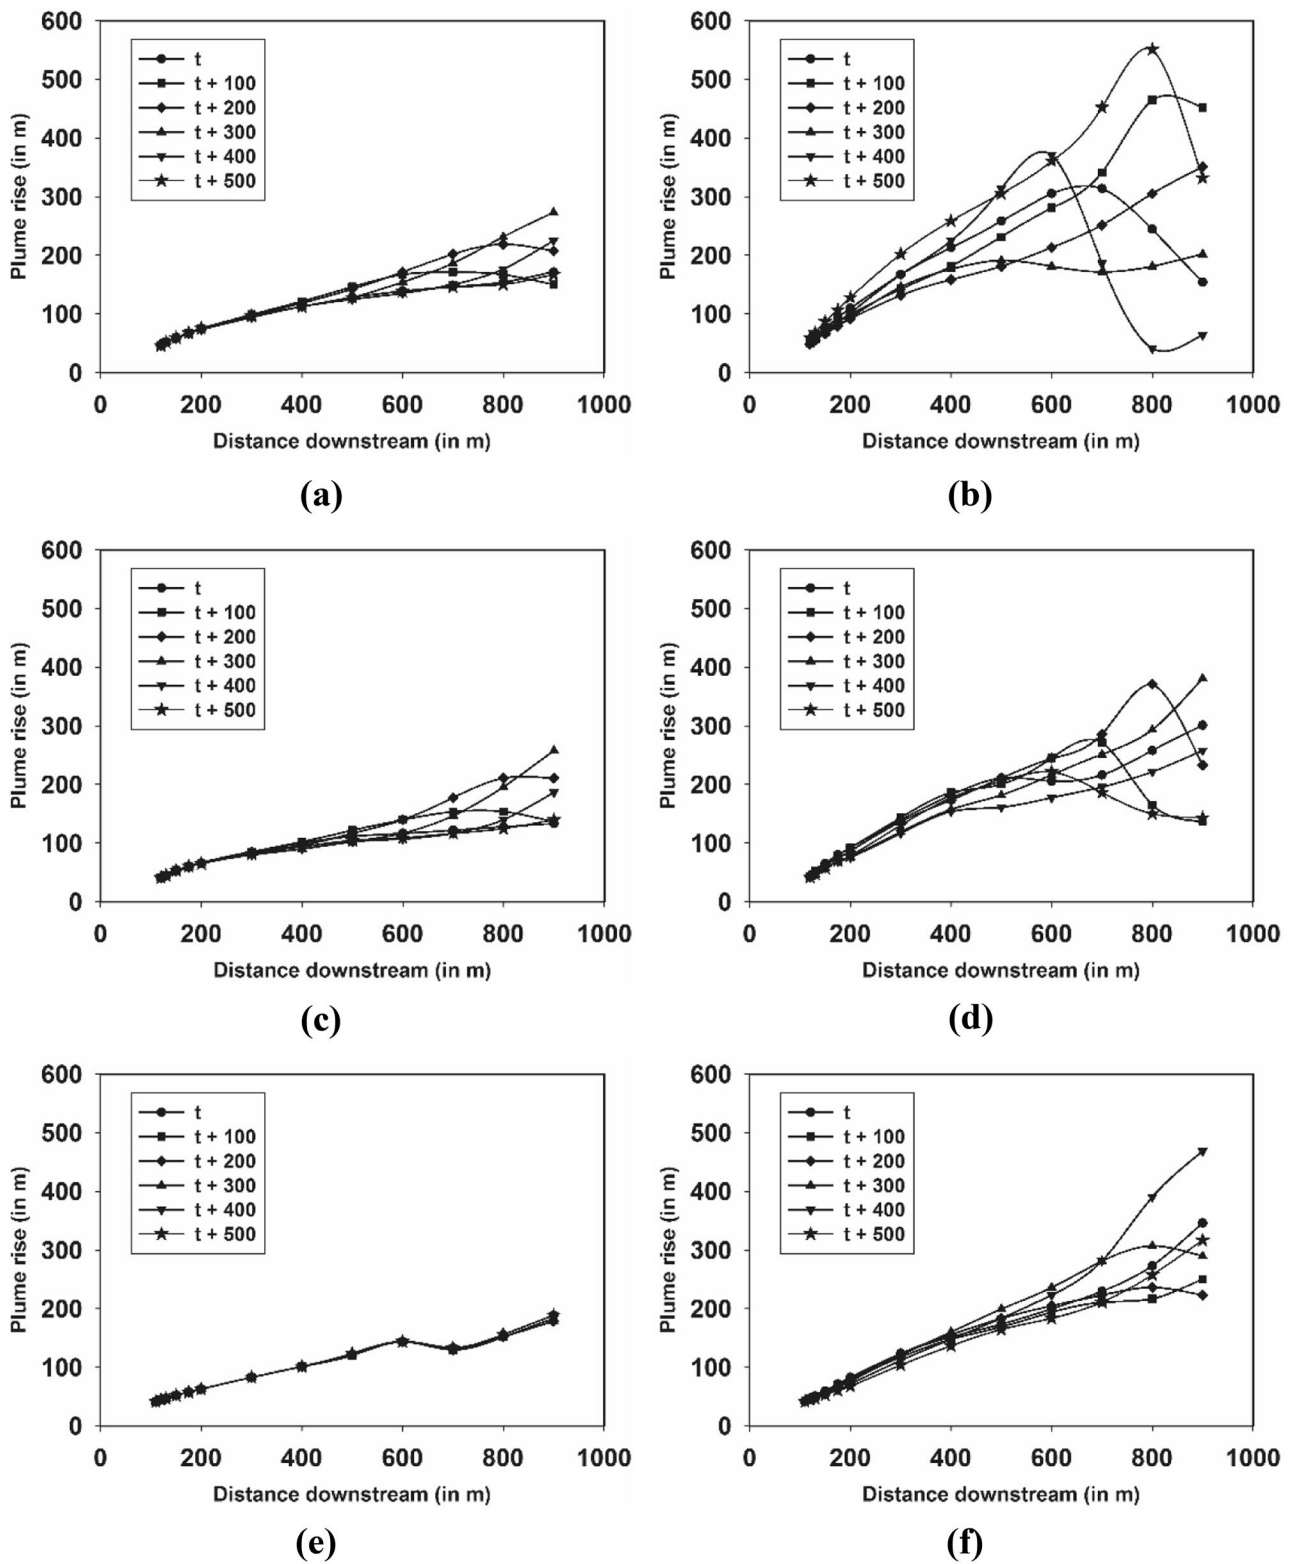 600
500
400
300
200
100
0
Plume rise (in m)
t
t + 100
t + 200
t + 300
t + 400
t + 500
0 200 400 600 800 1000
Distance downstream (in m)
(a)
600
500
400
300
200
100
0
Plume rise (in m)
t
t + 100
t + 200
t + 300
t + 400
t + 500
0 200 400 600 800 1000
Distance downstream (in m)
(b)
600
500
400
300
200
100
0
Plume rise (in m)
t
t + 100
t + 200
t + 300
t + 400
t + 500
0 200 400 600 800 1000
Distance downstream (in m)
(c)
600
500
400
300
200
100
0
Plume rise (in m)
t
t + 100
t + 200
t + 300
t + 400
t + 500
0 200 400 600 800 1000
Distance downstream (in m)
(d)
600
500
400
300
200
100
0
Plume rise (in m)
t
t + 100
t + 200
t + 300
t + 400
t + 500
0 200 400 600 800 1000
Distance downstream (in m)
(e)
600
500
400
300
200
100
0
Plume rise (in m)
t
t + 100
t + 200
t + 300
t + 400
t + 500
0 200 400 600 800 1000
Distance downstream (in m)
(f)